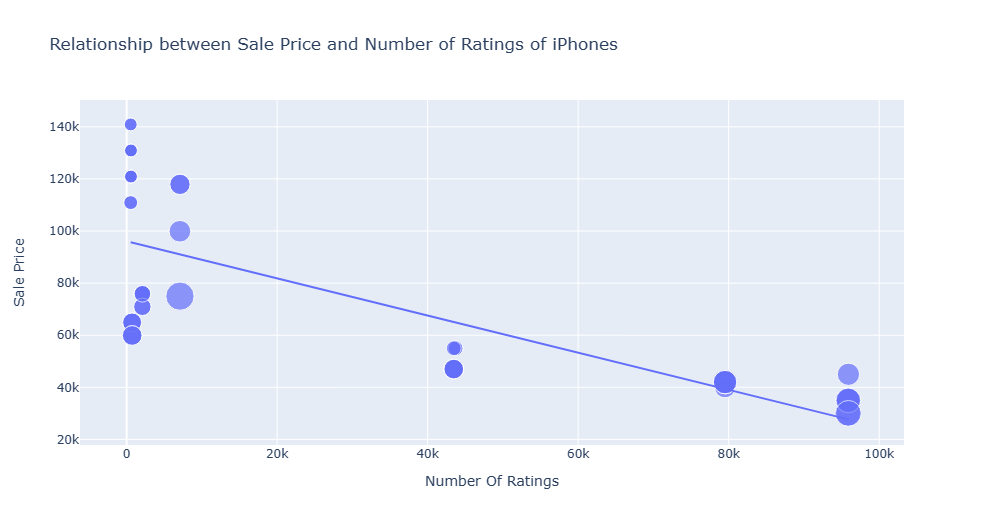 Relationship between Sale Price and Number of Ratings of iPhones
140k
120k
100k
80k
60k
40k
20k
Sale Price
0 20k 40k 60k 80k 100k
Number Of Ratings